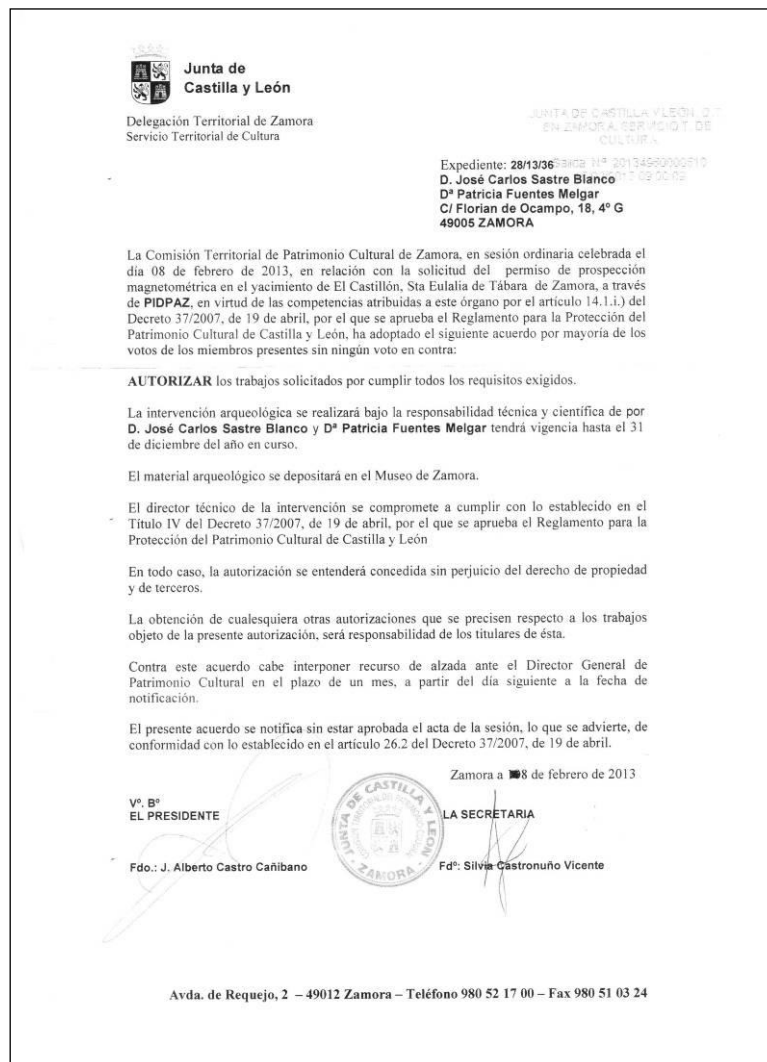 Junta de
Castilla y León
Delegación Territorial de Zamora
Servicio Territorial de Cultura
JUNTA DE CASTILLA Y LEÓN, D.T.
EN ZAMORA, SERVICIO T. DE
CULTURA
Salida Nº
Expediente: 28/13/36
D. José Carlos Sastre Blanco
Dª Patricia Fuentes Melgar
C/ Florian de Ocampo, 18, 4º G
49005 ZAMORA
La Comisión Territorial de Patrimonio Cultural de Zamora, en sesión ordinaria celebrada el
día 08 de febrero de 2013, en relación con la solicitud del permiso de prospección
magnetométrica en el yacimiento de El Castillón, Sta Eulalia de Tábara de Zamora, a través
de PIDPAZ, en virtud de las competencias atribuidas a este órgano por el artículo 14.1.i.) del
Decreto 37/2007, de 19 de abril, por el que se aprueba el Reglamento para la Protección del
Patrimonio Cultural de Castilla y León, ha adoptado el siguiente acuerdo por mayoría de los
votos de los miembros presentes sin ningún voto en contra:
AUTORIZAR los trabajos solicitados por cumplir todos los requisitos exigidos.
La intervención arqueológica se realizará bajo la responsabilidad técnica y científica de por
D. José Carlos Sastre Blanco y Dª Patricia Fuentes Melgar tendrá vigencia hasta el 31
de diciembre del año en curso.
El material arqueológico se depositará en el Museo de Zamora.
El director técnico de la intervención se compromete a cumplir con lo establecido en el
Título IV del Decreto 37/2007, de 19 de abril, por el que se aprueba el Reglamento para la
Protección del Patrimonio Cultural de Castilla y León
En todo caso, la autorización se entenderá concedida sin perjuicio del derecho de propiedad
y de terceros.
La obtención de cualesquiera otras autorizaciones que se precisen respecto a los trabajos
objeto de la presente autorización, será responsabilidad de los titulares de ésta.
Contra este acuerdo cabe interponer recurso de alzada ante el Director General de
Patrimonio Cultural en el plazo de un mes, a partir del día siguiente a la fecha de
notificación.
El presente acuerdo se notifica sin estar aprobada el acta de la sesión, lo que se advierte, de
conformidad con lo establecido en el artículo 26.2 del Decreto 37/2007, de 19 de abril.
Zamora a 8 de febrero de 2013
Vº. Bº
EL PRESIDENTE
LA SECRETARIA
JUNTA DE CASTILLA Y LEON
ZAMORA
Fdo.: J. Alberto Castro Cañibano
Fdº: Silvia Castronuño Vicente
Avda. de Requejo, 2 – 49012 Zamora – Teléfono 980 52 17 00 – Fax 980 51 03 24